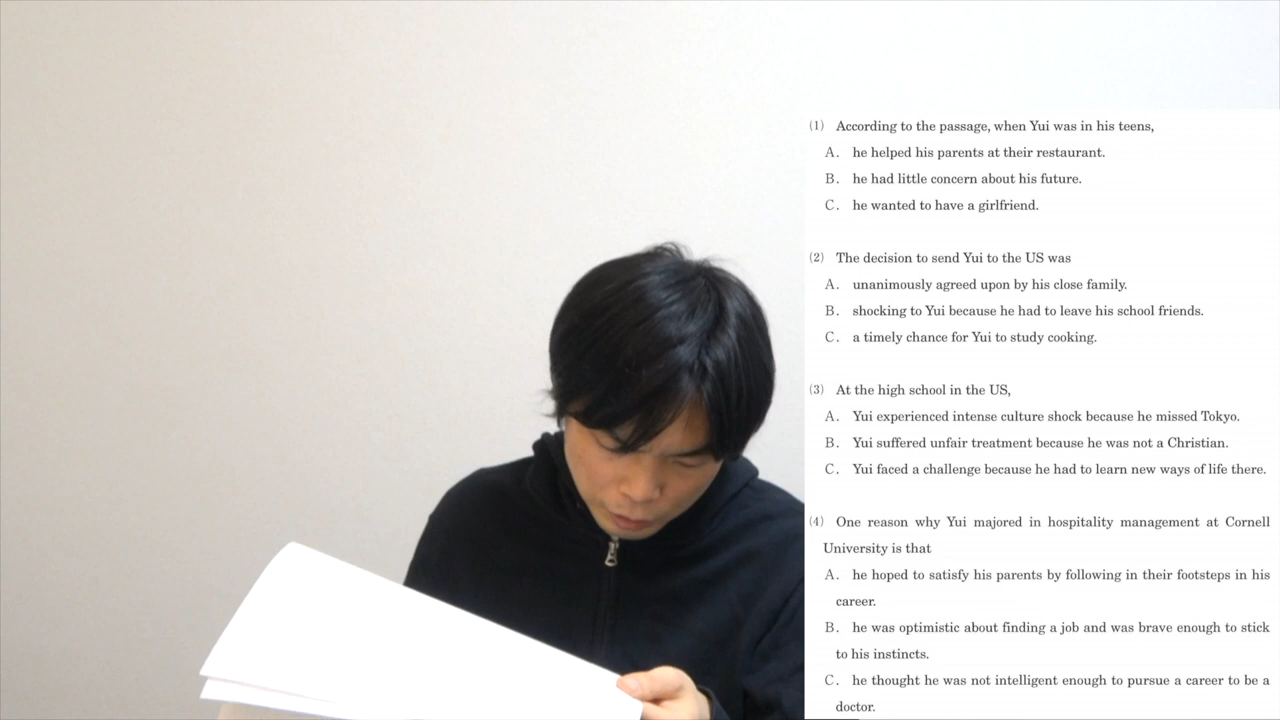 (1) According to the passage, when Yui was in his teens,
A. he helped his parents at their restaurant.
B. he had little concern about his future.
C. he wanted to have a girlfriend.
(2) The decision to send Yui to the US was
A. unanimously agreed upon by his close family.
B. shocking to Yui because he had to leave his school friends.
C. a timely chance for Yui to study cooking.
(3) At the high school in the US,
A. Yui experienced intense culture shock because he missed Tokyo.
B. Yui suffered unfair treatment because he was not a Christian.
C. Yui faced a challenge because he had to learn new ways of life there.
(4) One reason why Yui majored in hospitality management at Cornell
University is that
A. he hoped to satisfy his parents by following in their footsteps in his
career.
B. he was optimistic about finding a job and was brave enough to stick
to his instincts.
C. he thought he was not intelligent enough to pursue a career to be a
doctor.